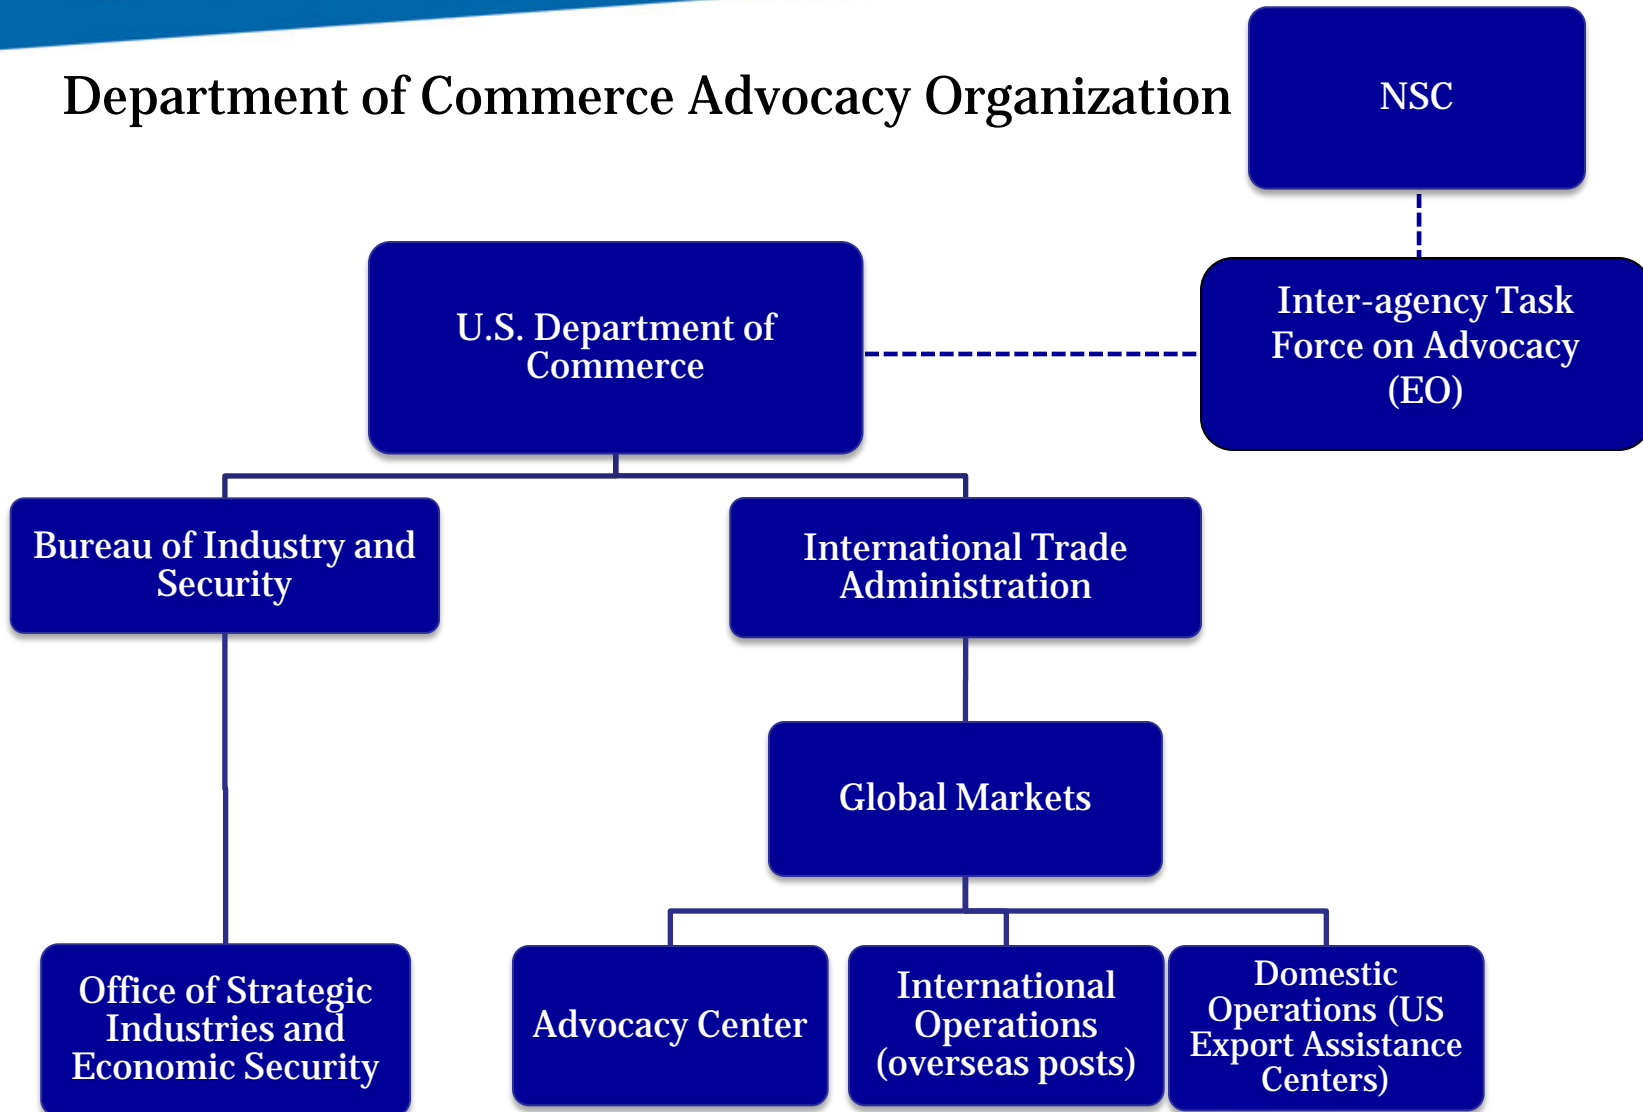 Department of Commerce Advocacy Organization
NSC
U.S. Department of
Commerce
Inter-agency Task
Force on Advocacy
(EO)
Bureau of Industry and
Security
International Trade
Administration
Global Markets
Office of Strategic
Industries and
Economic Security
Advocacy Center
International
Operations
(overseas posts)
Domestic
Operations (US
Export Assistance
Centers)